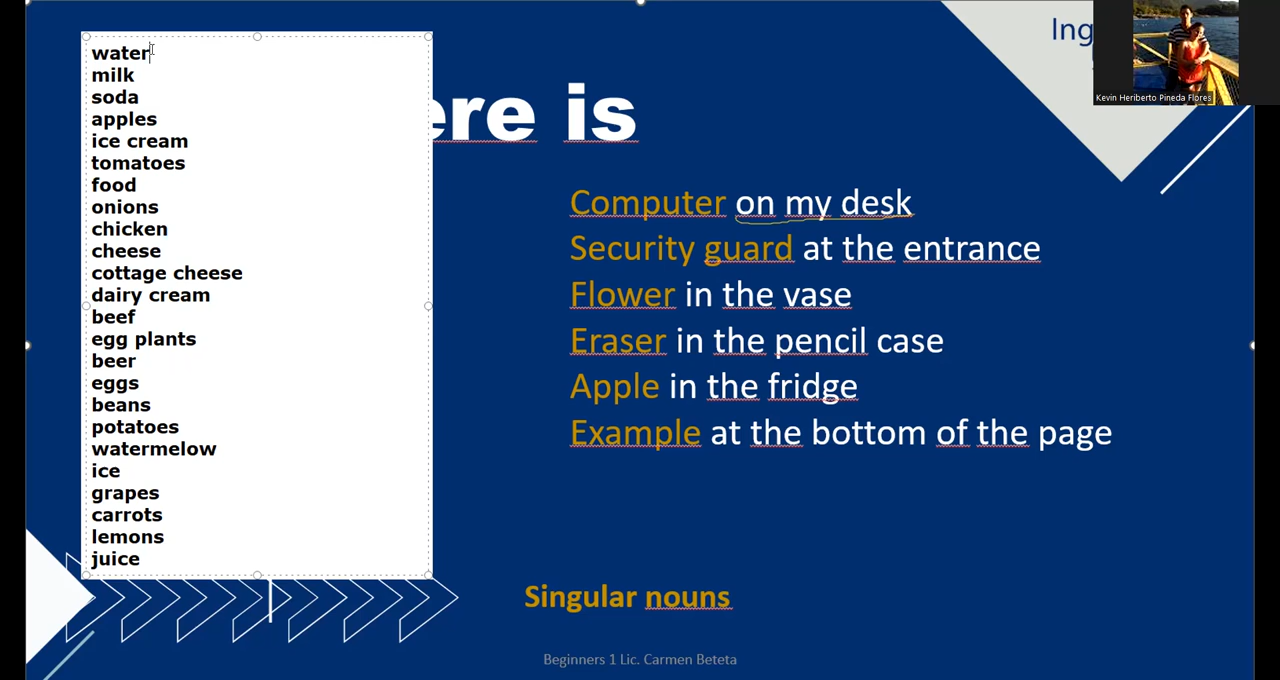 water
milk
soda
apples
ice cream
tomatoes
food
onions
chicken
cheese
cottage cheese
dairy cream
beef
egg plants
beer
eggs
beans
potatoes
watermelow
ice
grapes
carrots
lemons
juice
ere is
Ing
Kevin Heriberto Pineda Flores
Computer on my desk
Security guard at the entrance
Flower in the vase
Eraser in the pencil case
Apple in the fridge
Example at the bottom of the page
Singular nouns
Beginners 1 Lic. Carmen Beteta